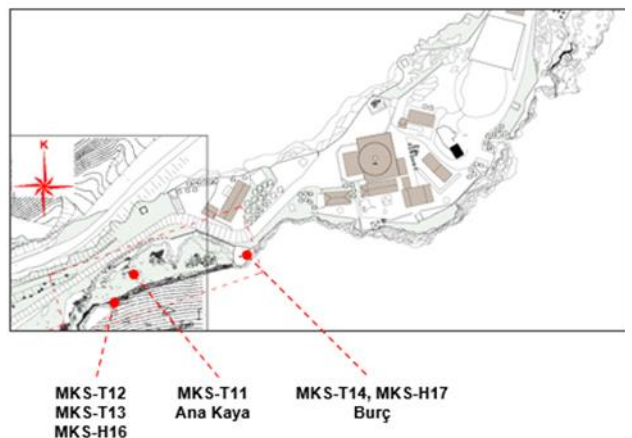 K
MKS-T12
MKS-T13
MKS-H16
MKS-T11
Ana Kaya
MKS-T14, MKS-H17
Burç